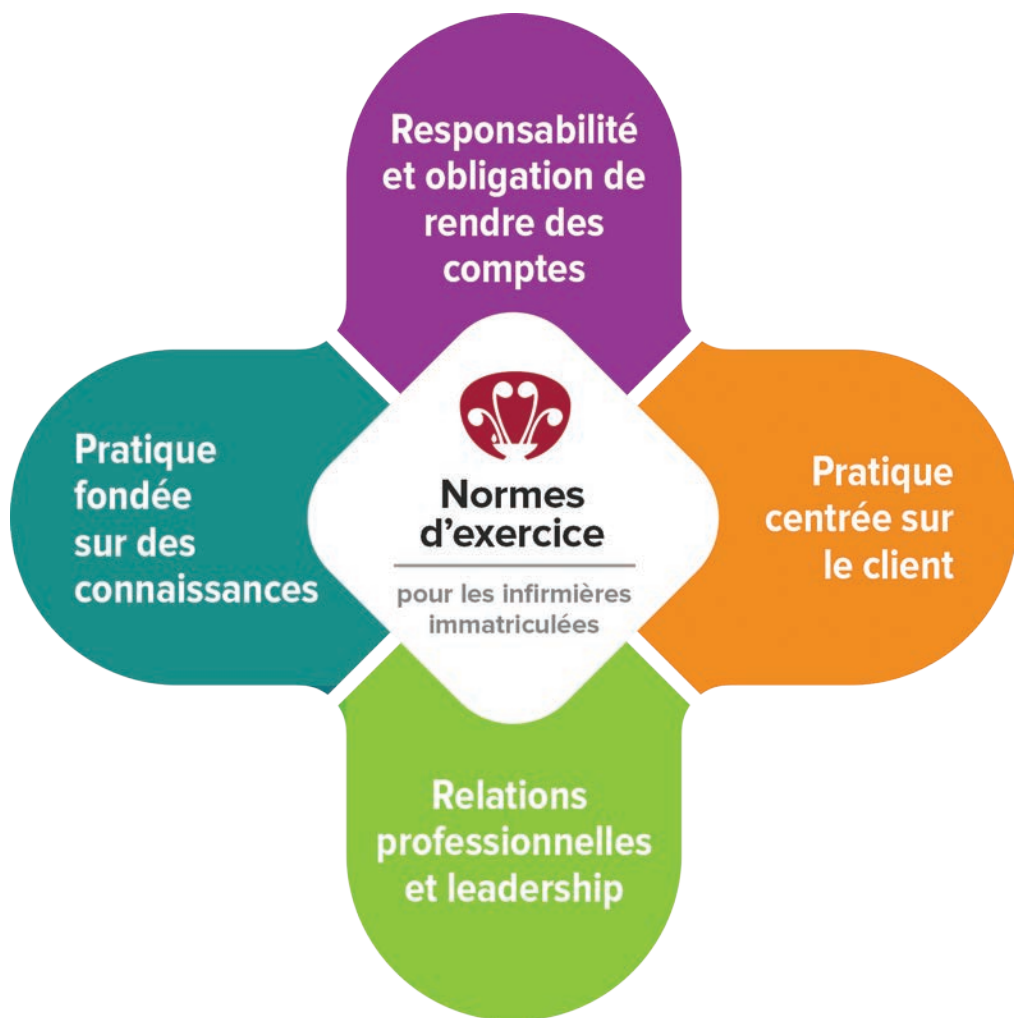 Responsabilité
et obligation de
rendre des
comptes
Pratique
fondée
sur des
connaissances
Normes
d'exercice
pour les infirmières
immatriculées
Pratique
centrée sur
le client
Relations
professionnelles
et leadership